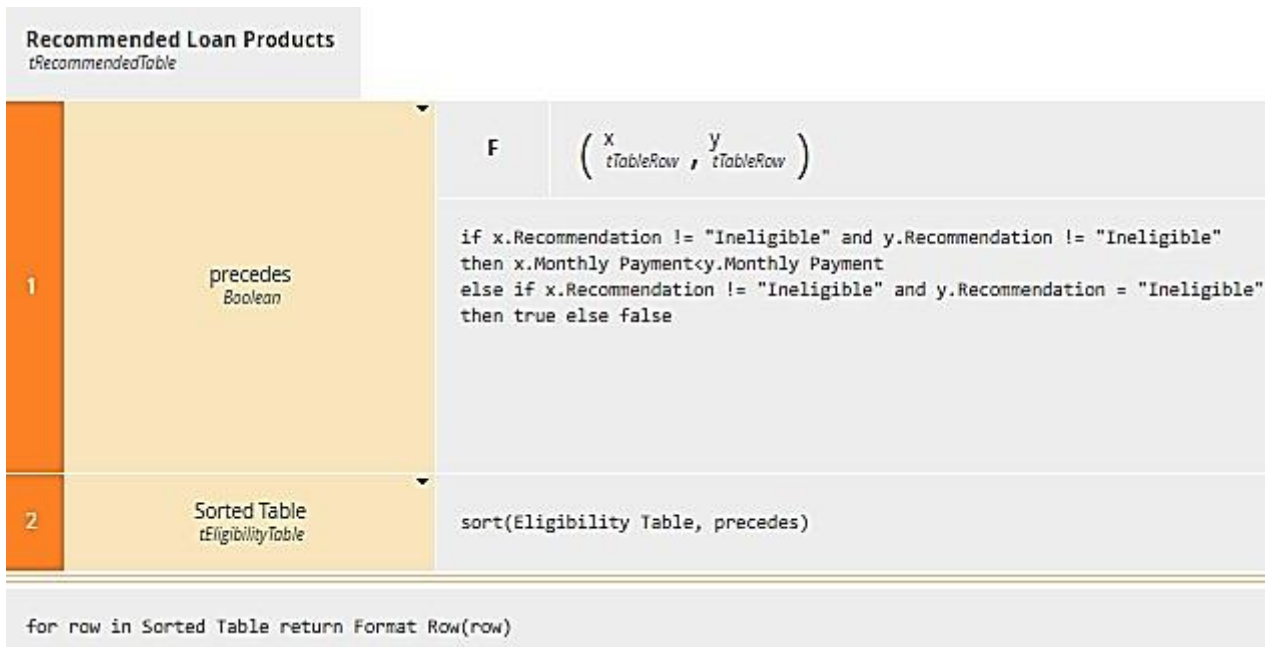 Recommended Loan Products
tRecommendedTable
F
( x , y )
tTableRow tTableRow
1
precedes
Boolean
if x.Recommendation != "Ineligible" and y.Recommendation != "Ineligible"
then x.Monthly Payment<y.Monthly Payment
else if x.Recommendation != "Ineligible" and y.Recommendation = "Ineligible"
then true else false
2
Sorted Table
tEligibilityTable
sort(Eligibility Table, precedes)
for row in Sorted Table return Format Row(row)